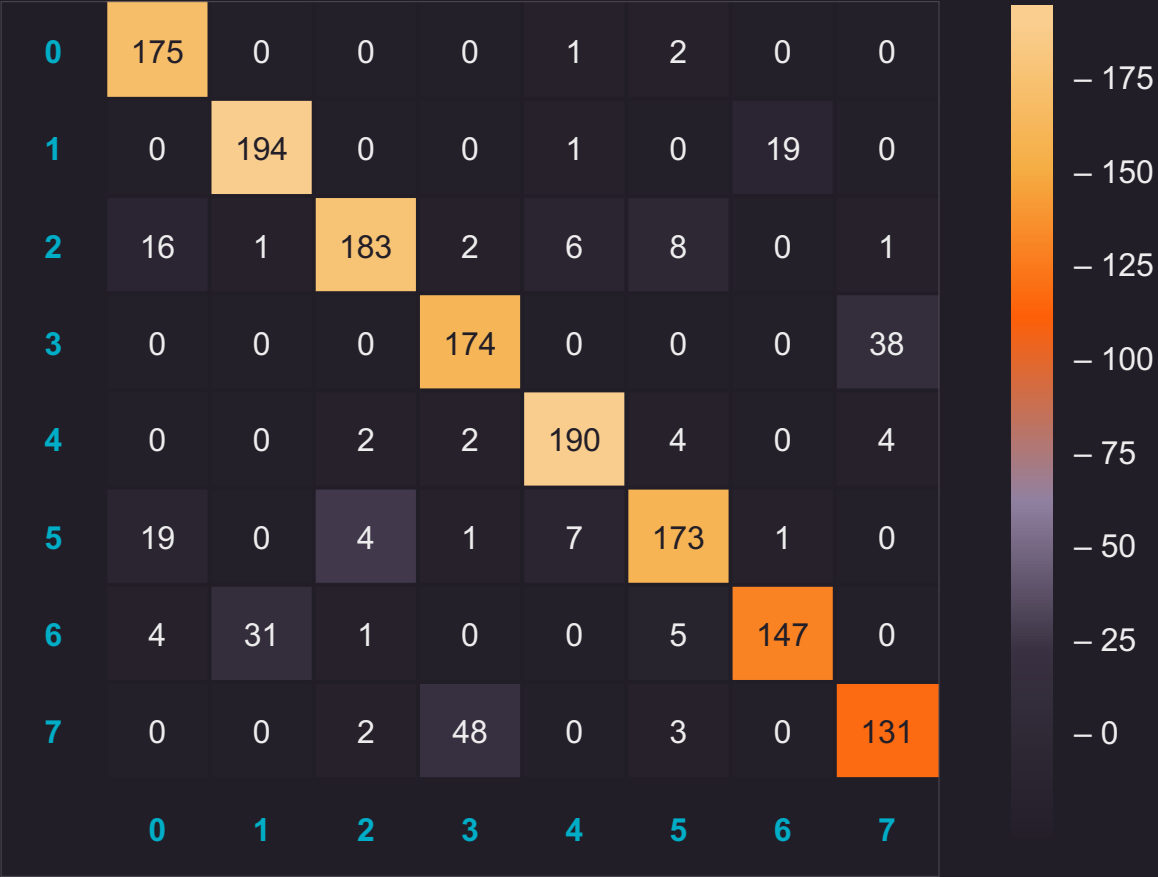 0 175 0 0 0 1 2 0 0
1 0 194 0 0 1 0 19 0
2 16 1 183 2 6 8 0 1
3 0 0 0 174 0 0 0 38
4 0 0 2 2 190 4 0 4
5 19 0 4 1 7 173 1 0
6 4 31 1 0 0 5 147 0
7 0 0 2 48 0 3 0 131
0 1 2 3 4 5 6 7
– 175
– 150
– 125
– 100
– 75
– 50
– 25
– 0